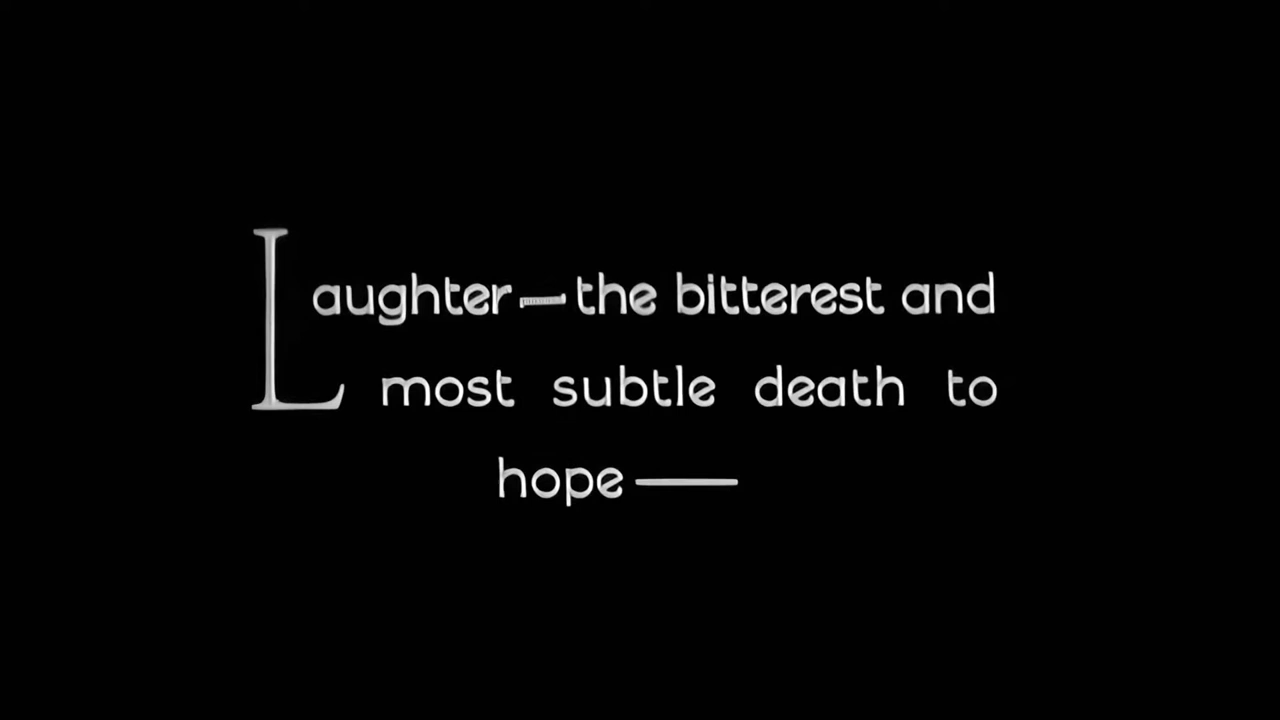 Laughter—the bitterest and
most subtle death to
hope——